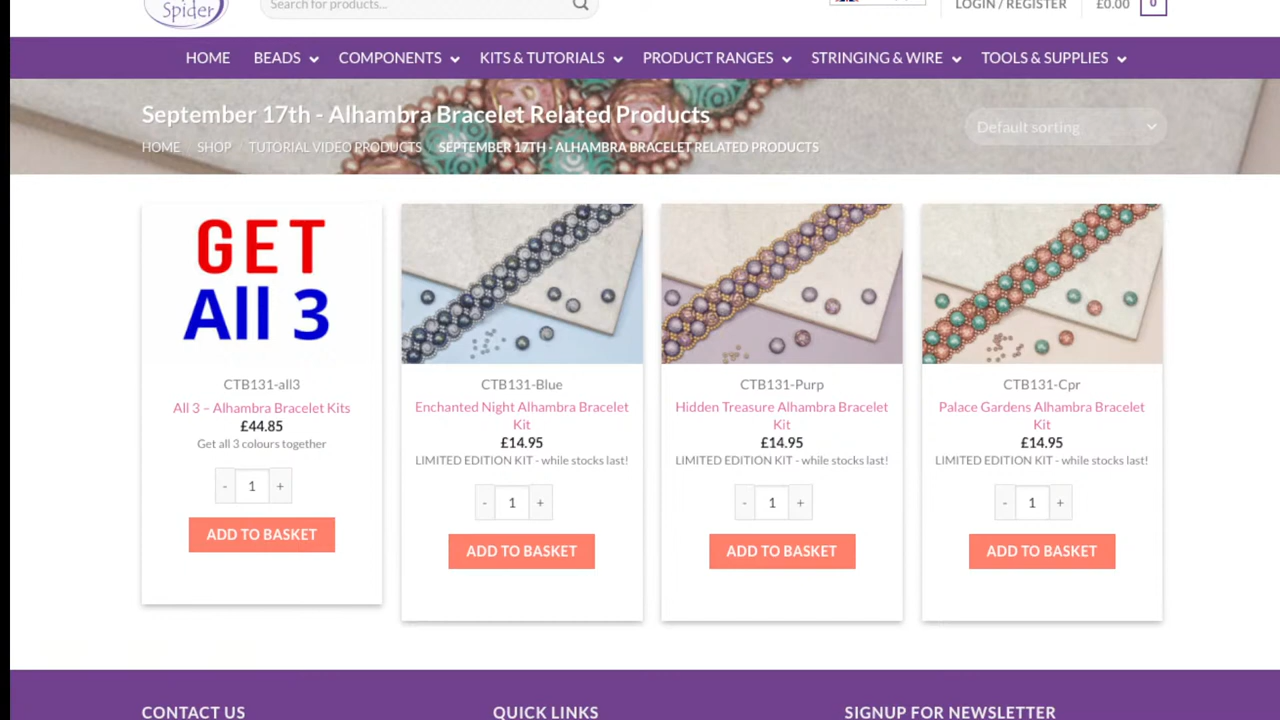 Spider
Search for products...
LOGIN / REGISTER
£0.00
0
HOME
BEADS
COMPONENTS
KITS & TUTORIALS
PRODUCT RANGES
STRINGING & WIRE
TOOLS & SUPPLIES
September 17th - Alhambra Bracelet Related Products
HOME / SHOP / TUTORIAL VIDEO PRODUCTS / SEPTEMBER 17TH - ALHAMBRA BRACELET RELATED PRODUCTS
Default sorting
GET
All 3
CTB131-all3
All 3 – Alhambra Bracelet Kits
£44.85
Get all 3 colours together
- 1 +
ADD TO BASKET
CTB131-Blue
Enchanted Night Alhambra Bracelet
Kit
£14.95
LIMITED EDITION KIT - while stocks last!
- 1 +
ADD TO BASKET
CTB131-Purp
Hidden Treasure Alhambra Bracelet
Kit
£14.95
LIMITED EDITION KIT - while stocks last!
- 1 +
ADD TO BASKET
CTB131-Cpr
Palace Gardens Alhambra Bracelet
Kit
£14.95
LIMITED EDITION KIT - while stocks last!
- 1 +
ADD TO BASKET
CONTACT US
QUICK LINKS
SIGNUP FOR NEWSLETTER